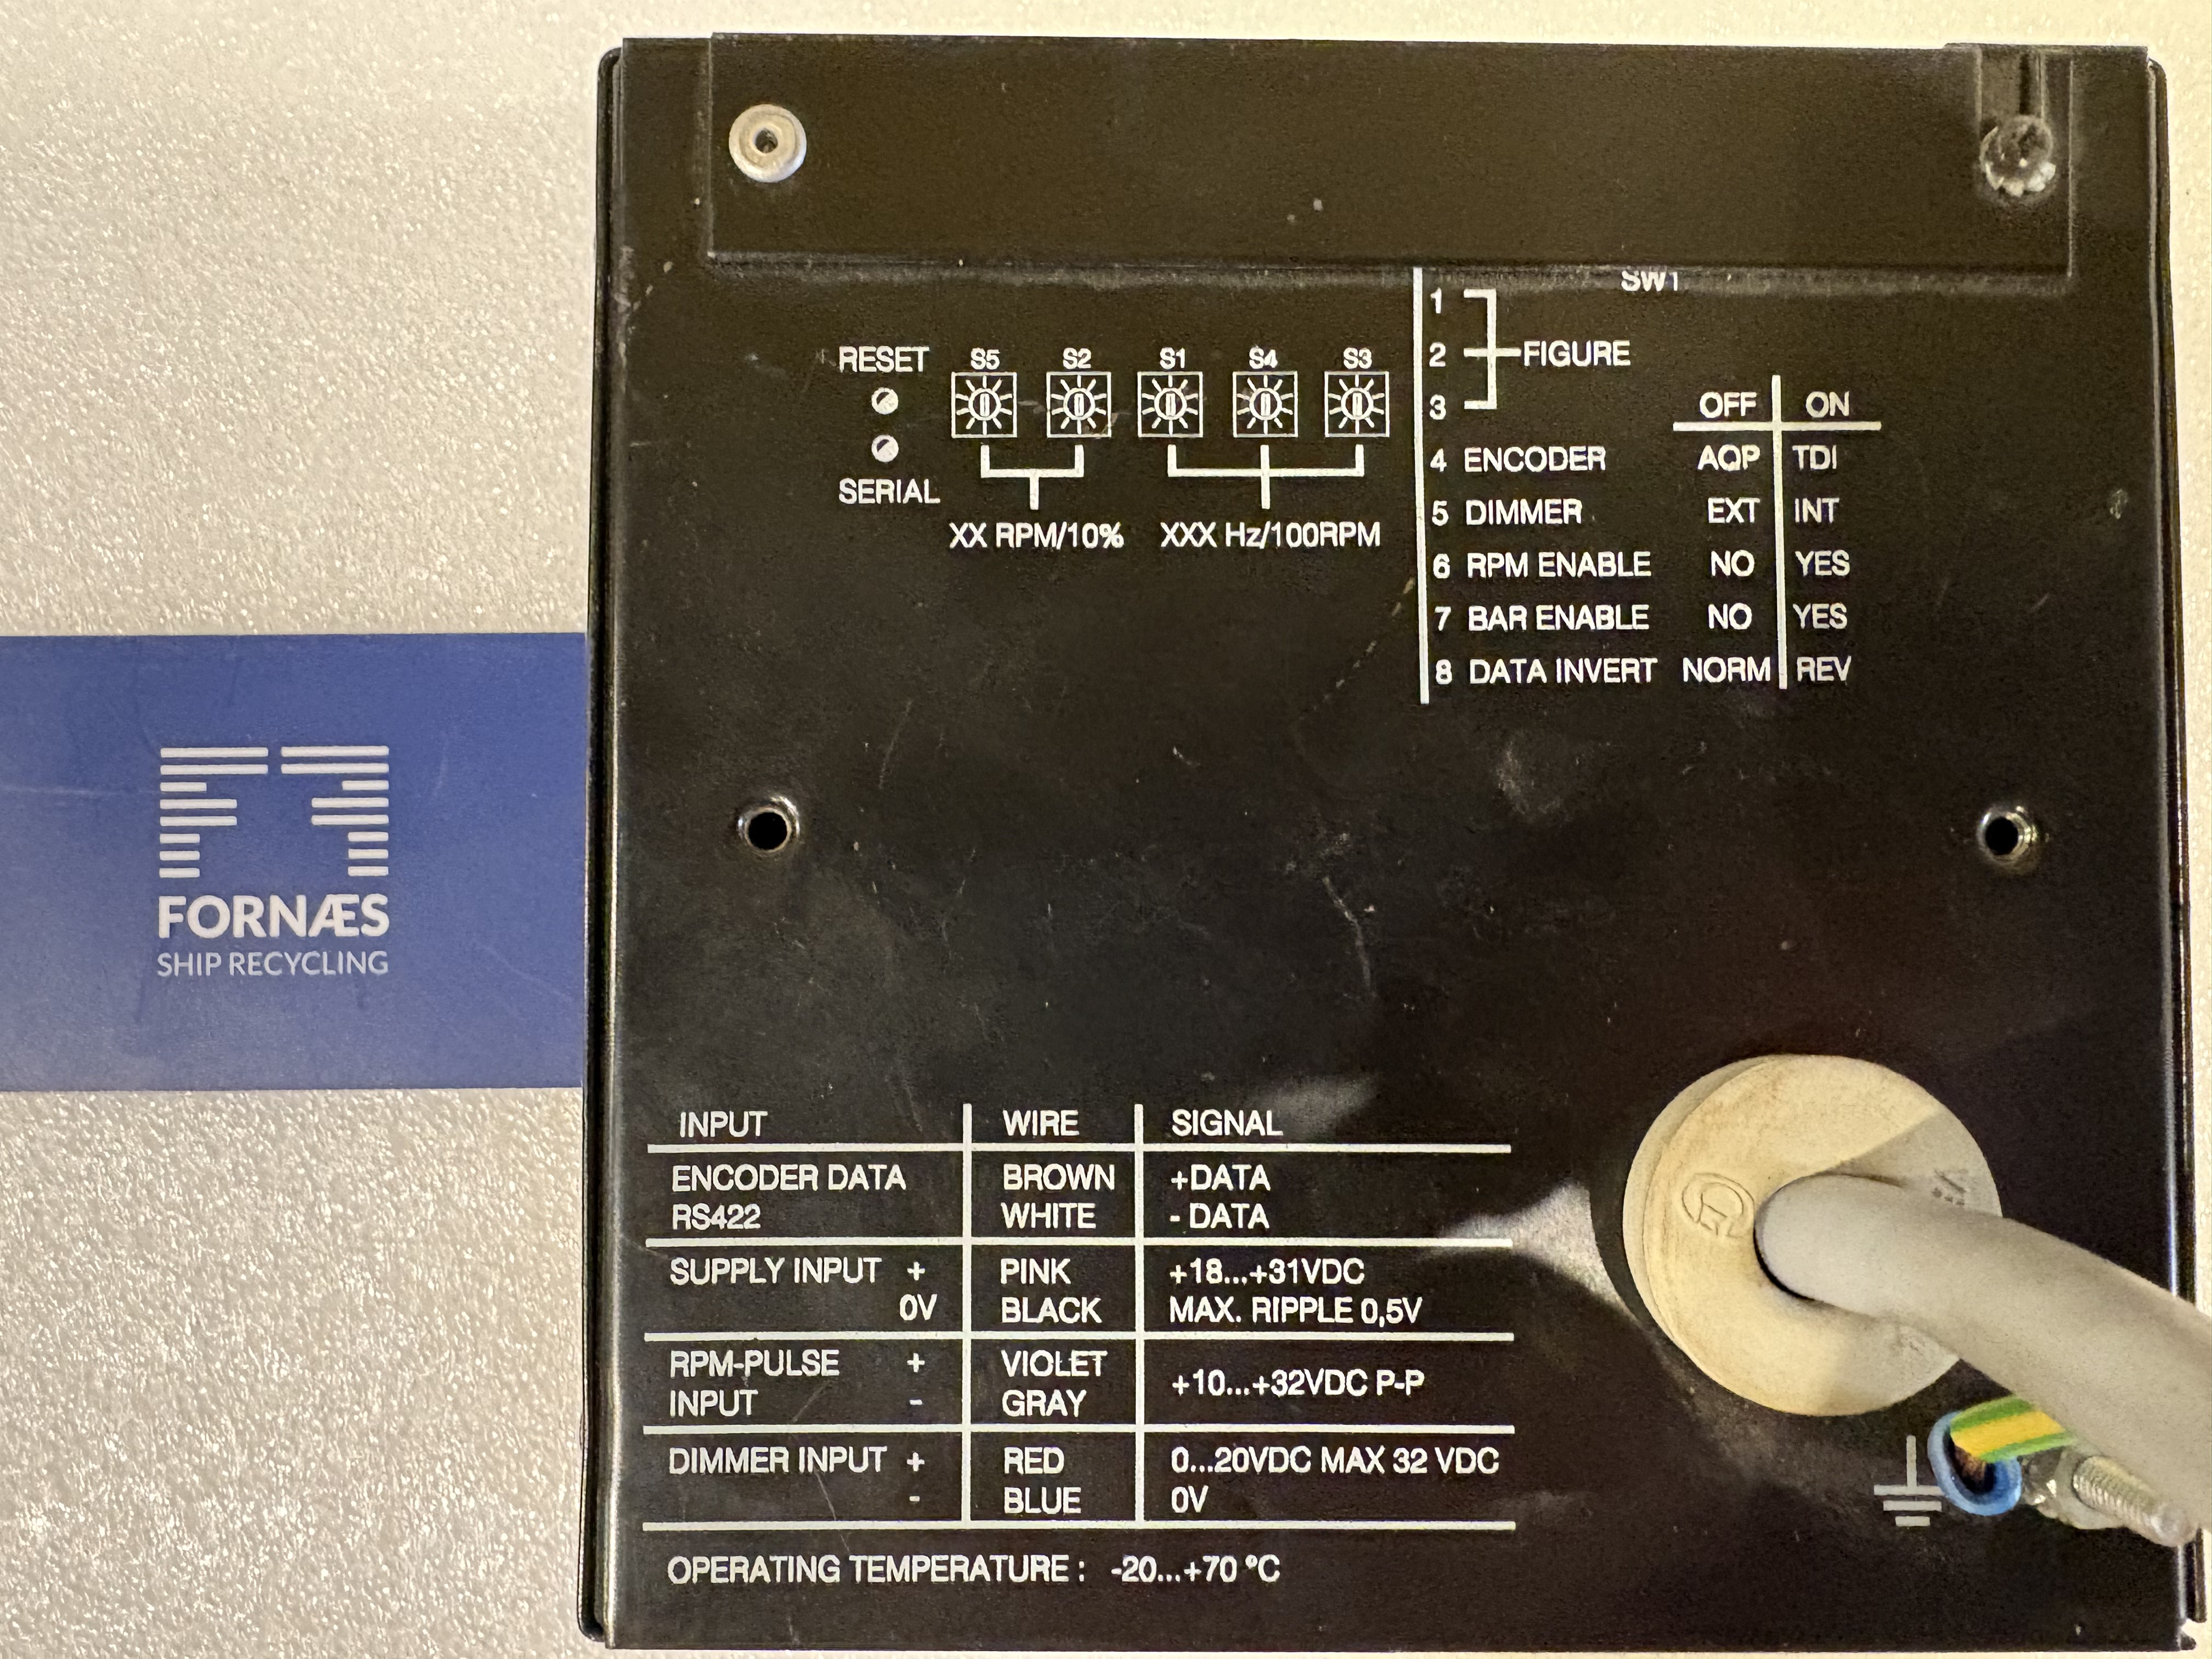 SW1
1
2 FIGURE
3
OFF ON
4 ENCODER AQP TDI
5 DIMMER EXT INT
6 RPM ENABLE NO YES
7 BAR ENABLE NO YES
8 DATA INVERT NORM REV
RESET
SERIAL
S5 S2 S1 S4 S3
XX RPM/10% XXX Hz/100RPM
FORNÆS
SHIP RECYCLING
INPUT WIRE SIGNAL
ENCODER DATA BROWN +DATA
RS422 WHITE - DATA
SUPPLY INPUT + PINK +18...+31VDC
0V BLACK MAX. RIPPLE 0,5V
RPM-PULSE + VIOLET +10...+32VDC P-P
INPUT - GRAY
DIMMER INPUT + RED 0...20VDC MAX 32 VDC
- BLUE 0V
OPERATING TEMPERATURE : -20...+70 °C